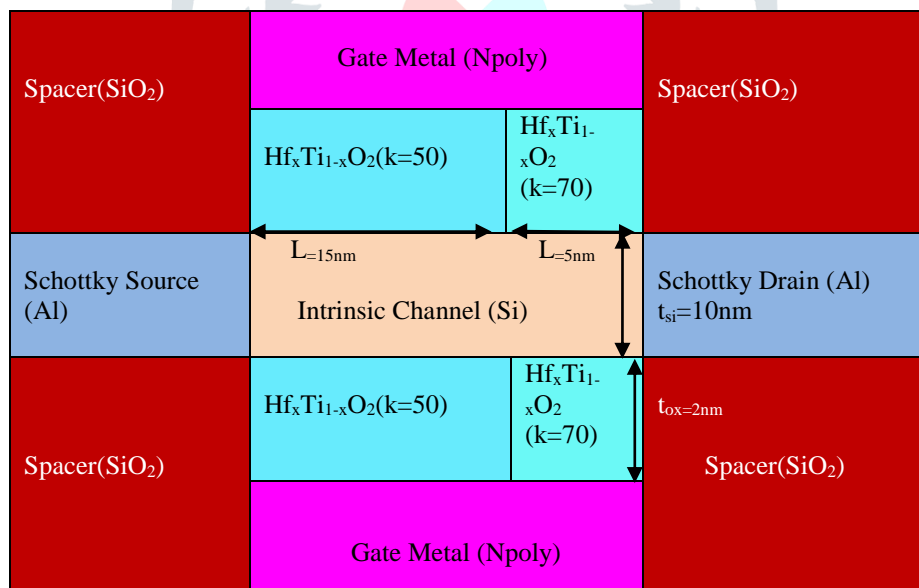 Gate Metal (Npoly)
Spacer(SiO₂)
Spacer(SiO₂)
HfₓTi₁₋ₓO₂(k=50)
HfₓTi₁₋
ₓO₂
(k=70)
L₌₁₅nm
L₌₅nm
Schottky Source
(Al)
Intrinsic Channel (Si)
Schottky Drain (Al)
tsi=10nm
HfₓTi₁₋ₓO₂(k=50)
HfₓTi₁₋
ₓO₂
(k=70)
tox=2nm
Spacer(SiO₂)
Spacer(SiO₂)
Gate Metal (Npoly)